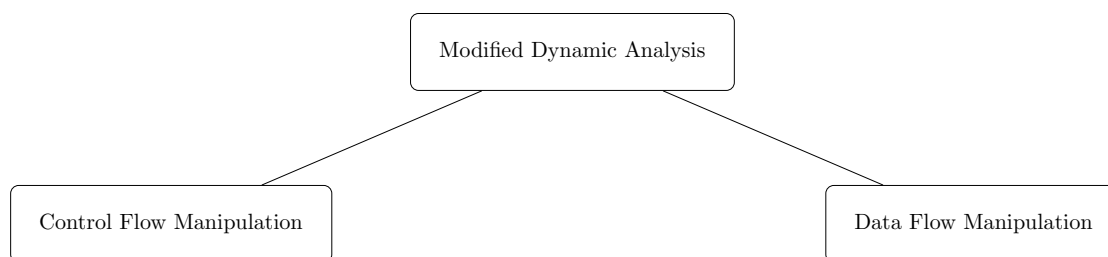 Modified Dynamic Analysis
Control Flow Manipulation
Data Flow Manipulation